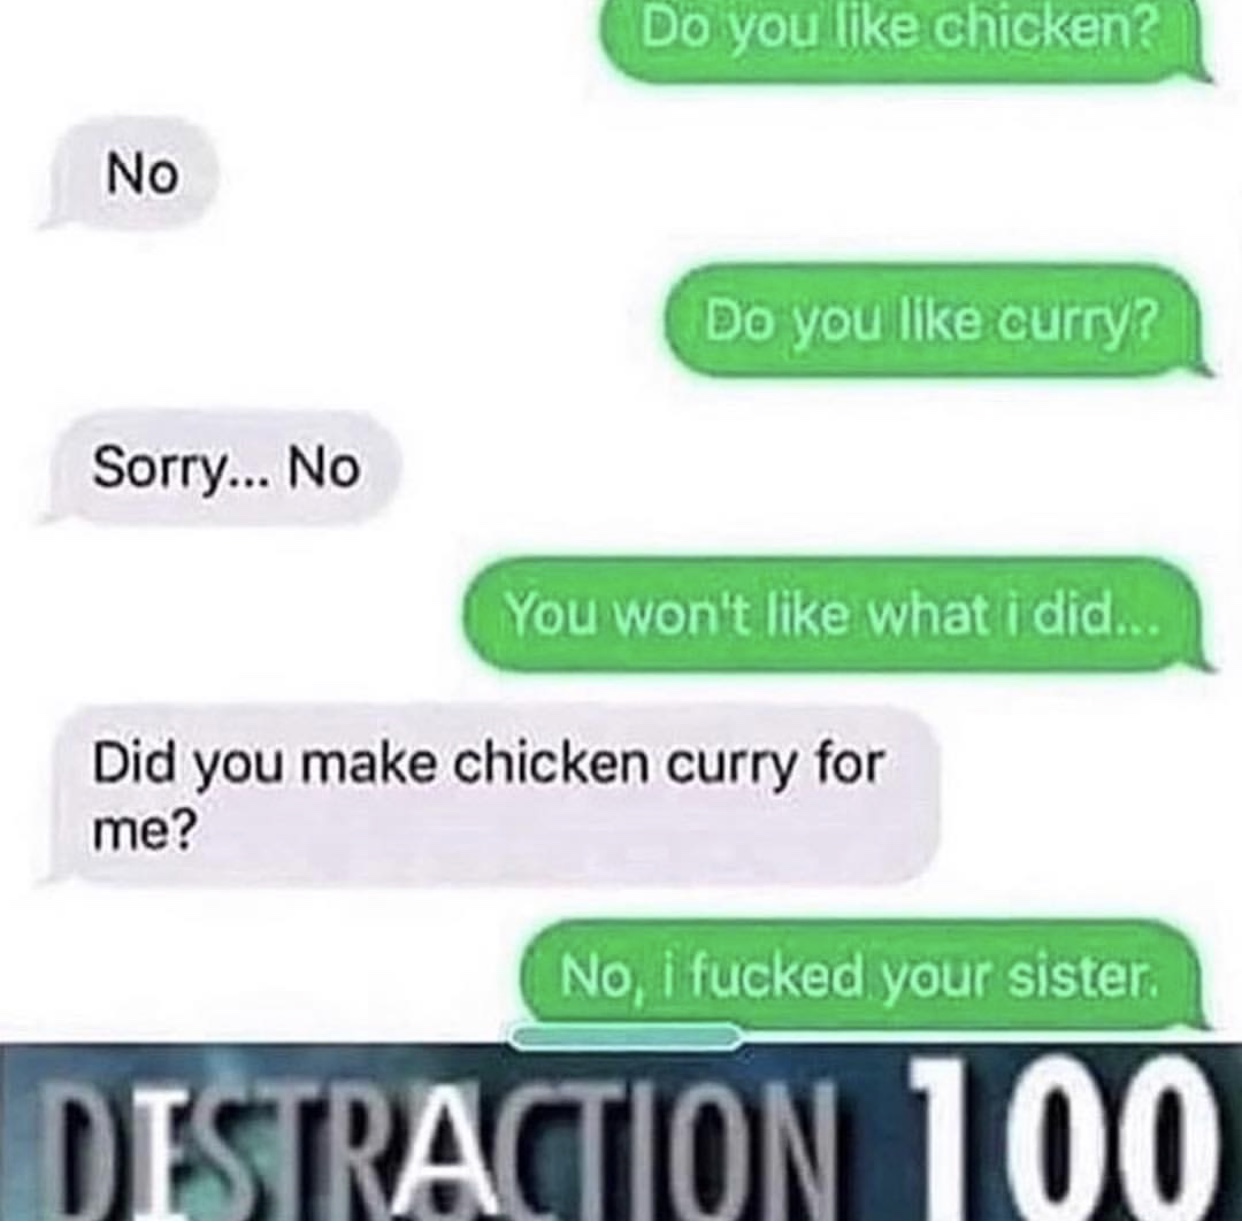 Do you like chicken?
No
Do you like curry?
Sorry... No
You won't like what i did...
Did you make chicken curry for
me?
No, i fucked your sister.
DISTRACTION 100